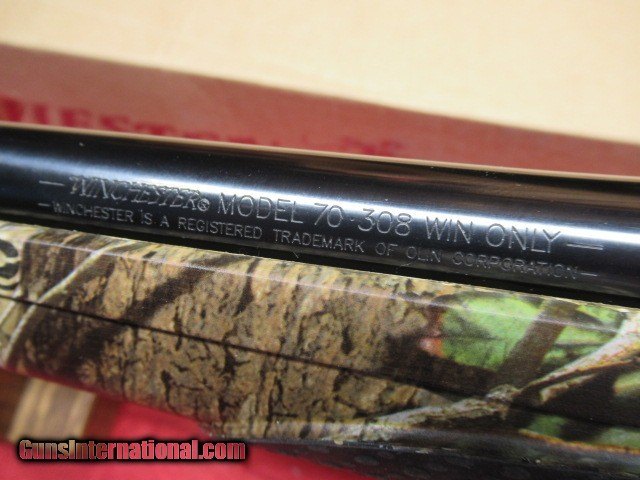 —WINCHESTER® MODEL 70-308 WIN ONLY—
—WINCHESTER IS A REGISTERED TRADEMARK OF OLIN CORPORATION—
GunsInternational.com